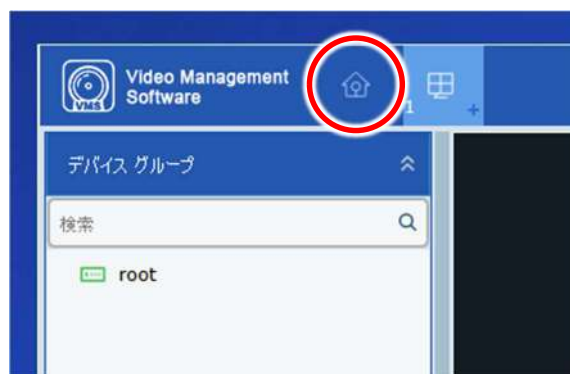 Video Management
Software
VMS
1
+
デバイス グループ
検索
root